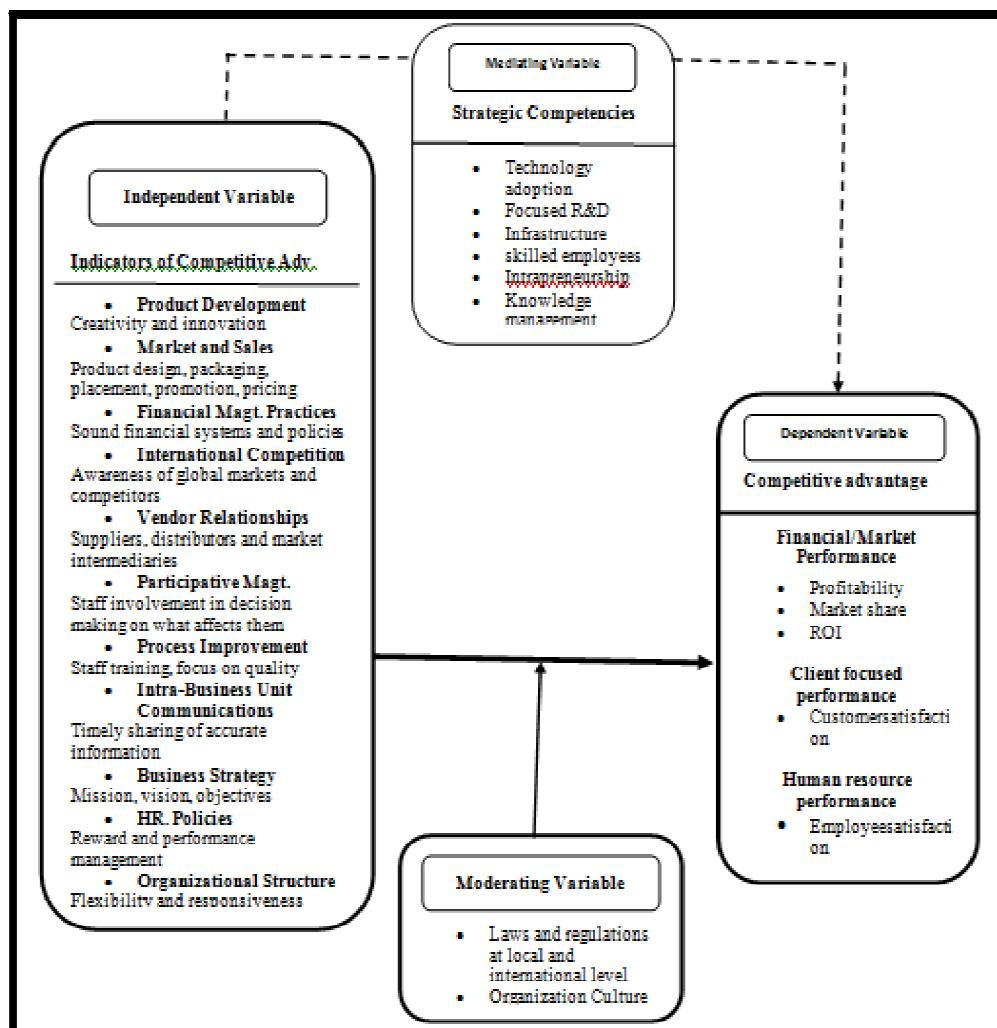 Mediating Variable
Strategic Competencies
• Technology
adoption
• Focused R&D
• Infrastructure
• skilled employees
• Intrapreneurship
• Knowledge
management
Independent Variable
Indicators of Competitive Adv.
• Product Development
Creativity and innovation
• Market and Sales
Product design, packaging,
placement, promotion, pricing
• Financial Magt. Practices
Sound financial systems and policies
• International Competition
Awareness of global markets and
competitors
• Vendor Relationships
Suppliers, distributors and market
intermediaries
• Participative Magt.
Staff involvement in decision
making on what affects them
• Process Improvement
Staff training, focus on quality
• Intra-Business Unit
Communications
Timely sharing of accurate
information
• Business Strategy
Mission, vision, objectives
• HR. Policies
Reward and performance
management
• Organizational Structure
Flexibility and responsiveness
Dependent Variable
Competitive advantage
Financial/Market
Performance
• Profitability
• Market share
• ROI
Client focused
performance
• Customersatisfacti
on
Human resource
performance
• Employeesatisfacti
on
Moderating Variable
• Laws and regulations
at local and
international level
• Organization Culture